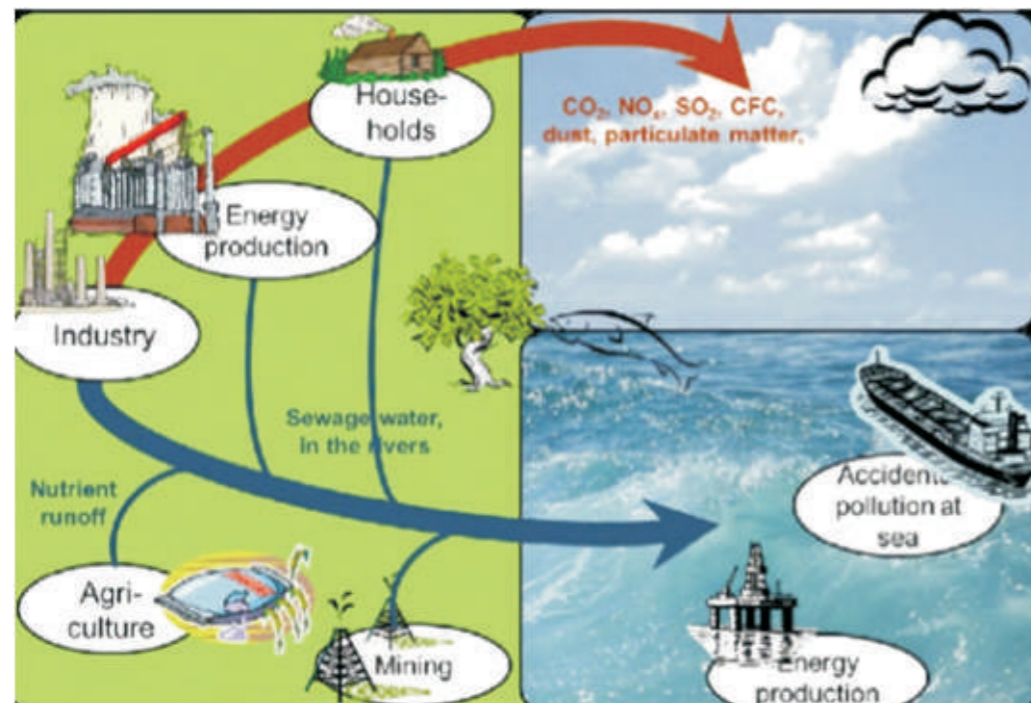 House-
holds
CO₂, NOₓ, SO₂, CFC,
dust, particulate matter,
Energy
production
Industry
Sewage water,
in the rivers
Nutrient
runoff
Agri-
culture
Mining
pollution at
sea
Energy
production